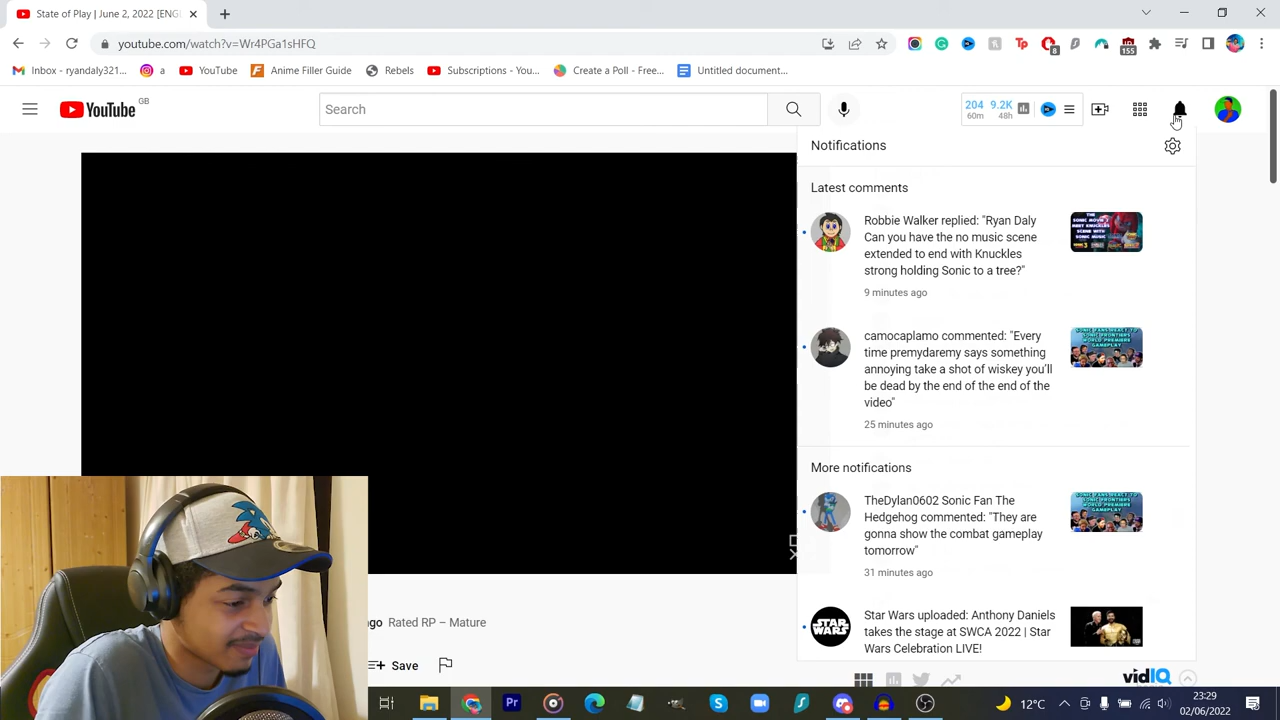 State of Play | June 2, 2022 [ENGL
youtube.com/watch?v=Wr4PGa1sHFQ
8
155
Inbox - ryandaly321...
a
YouTube
Anime Filler Guide
Rebels
Subscriptions - You...
Create a Poll - Free...
Untitled document...
YouTube GB
Search
204 9.2K
60m 48h
Notifications
Latest comments
Robbie Walker replied: "Ryan Daly
Can you have the no music scene
extended to end with Knuckles
strong holding Sonic to a tree?"
9 minutes ago
camocaplamo commented: "Every
time premydaremy says something
annoying take a shot of wiskey you'll
be dead by the end of the end of the
video"
25 minutes ago
More notifications
TheDylan0602 Sonic Fan The
Hedgehog commented: "They are
gonna show the combat gameplay
tomorrow"
31 minutes ago
STAR WARS
Star Wars uploaded: Anthony Daniels
takes the stage at SWCA 2022 | Star
Wars Celebration LIVE!
ago Rated RP – Mature
Save
vidIQ
12°C
23:29
02/06/2022